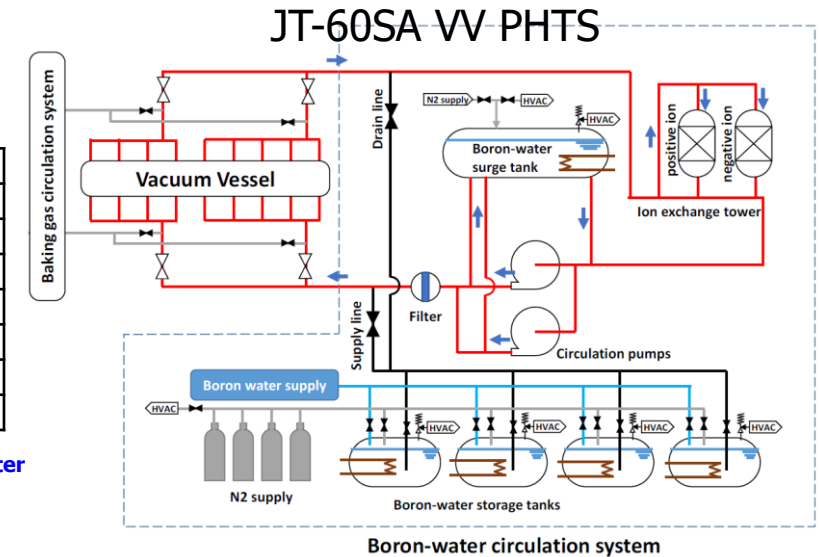 JT-60SA VV PHTS
Baking gas circulation system
Vacuum Vessel
Drain line
N2 supply
HVAC
HVAC
Boron-water
surge tank
positive ion
negative ion
Ion exchange tower
Filter
Supply line
Circulation pumps
Boron water supply
HVAC
HVAC
HVAC
HVAC
HVAC
N2 supply
Boron-water storage tanks
Boron-water circulation system